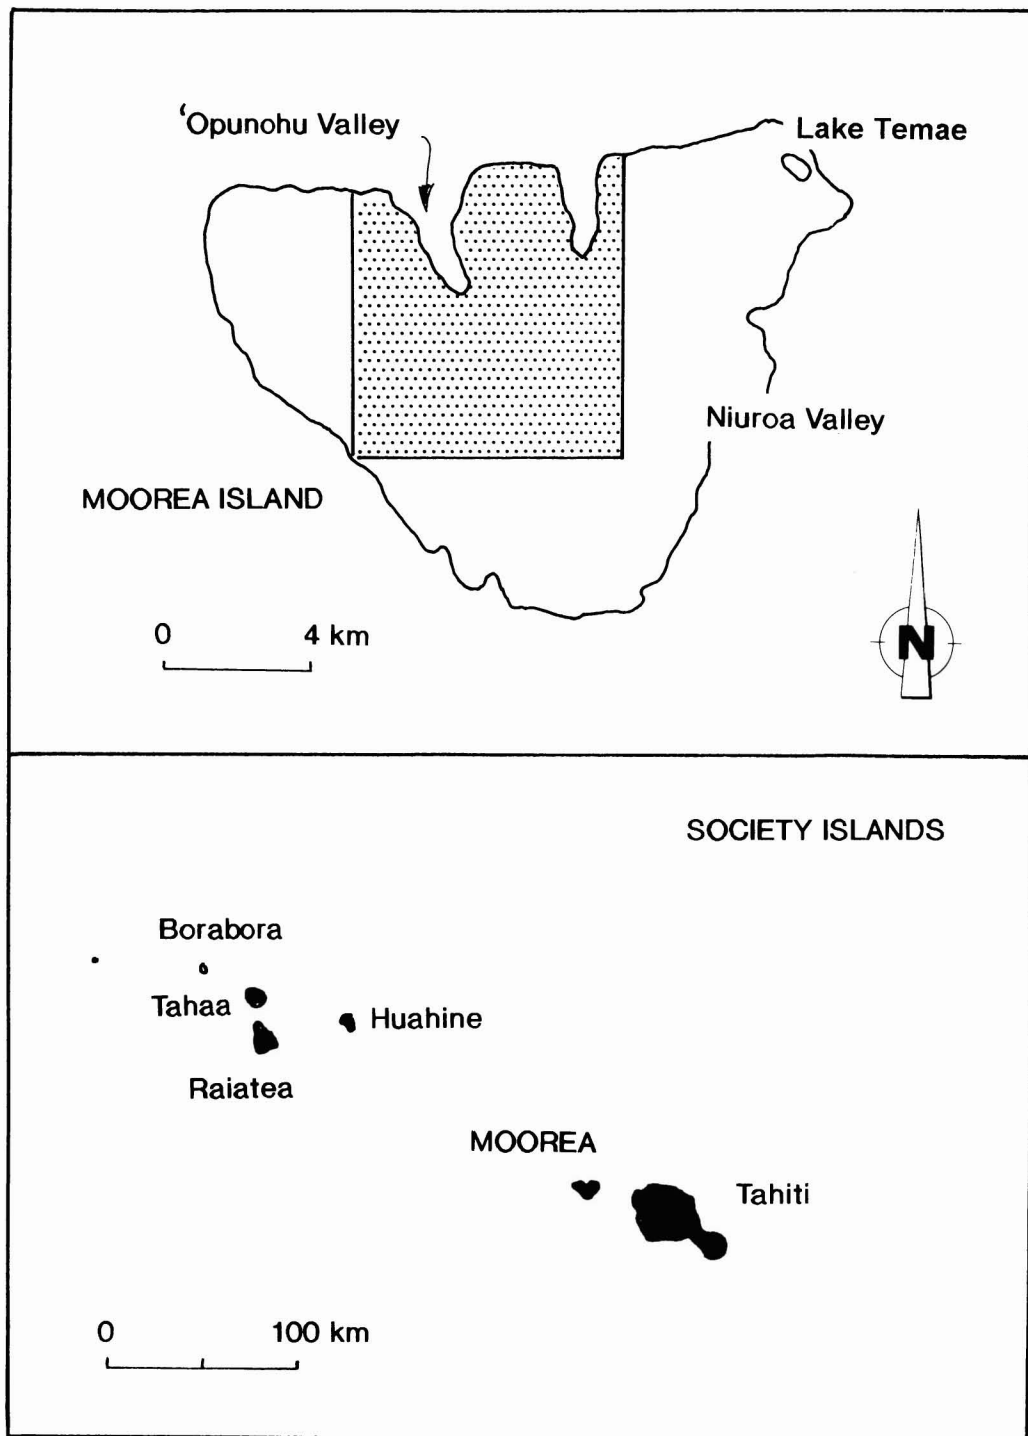 ‘Opunohu Valley
Lake Temae
Niuroa Valley
MOOREA ISLAND
0 4 km
N
SOCIETY ISLANDS
Borabora
Tahaa
Huahine
Raiatea
MOOREA
Tahiti
0 100 km